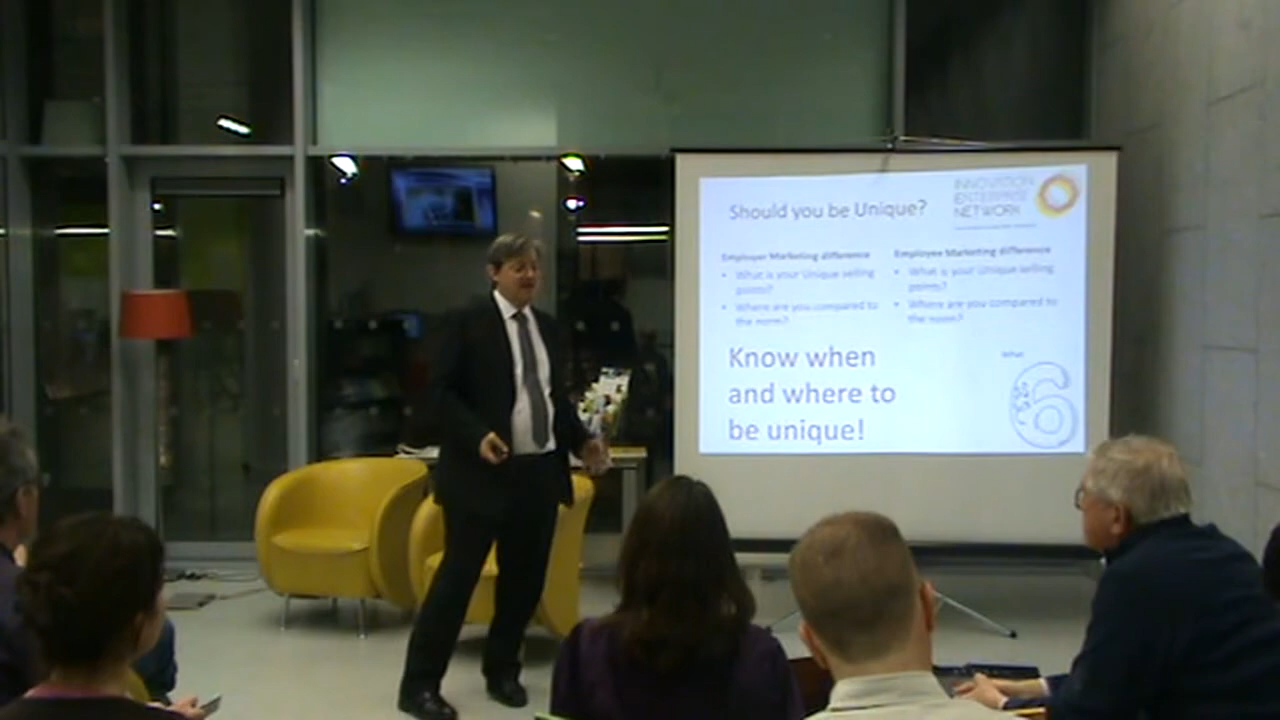 Should you be Unique?
INNOVATION
ENTERPRISE
NETWORK
Employer Marketing difference
• What is your Unique selling
points?
• Where are you compared to
the norm?
Employee Marketing difference
• What is your Unique selling
points?
• Where are you compared to
the norm?
Know when
and where to
be unique!
What
6